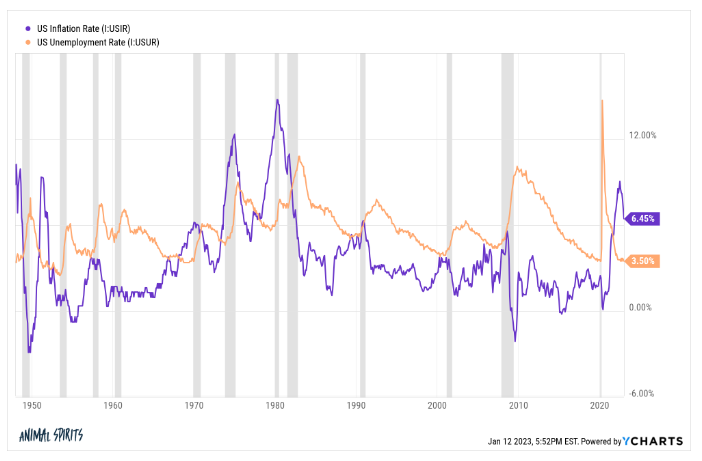 US Inflation Rate (I:USIR)
US Unemployment Rate (I:USUR)
12.00%
6.45%
3.50%
0.00%
-6.00%
1950 1960 1970 1980 1990 2000 2010 2020
ANIMAL SPIRITS
Jan 12 2023, 5:52PM EST. Powered by YCHARTS